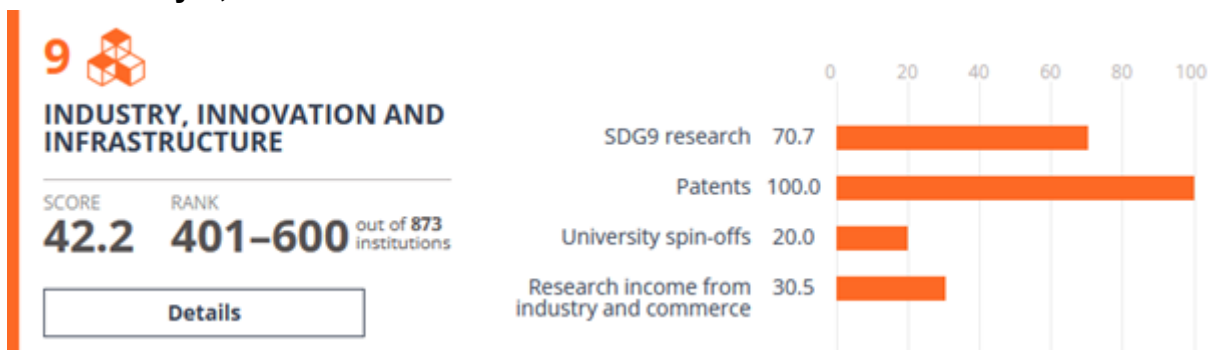 9
INDUSTRY, INNOVATION AND
INFRASTRUCTURE
SCORE RANK
42.2 401–600 out of 873
institutions
Details
0 20 40 60 80 100
SDG9 research 70.7
Patents 100.0
University spin-offs 20.0
Research income from 30.5
industry and commerce